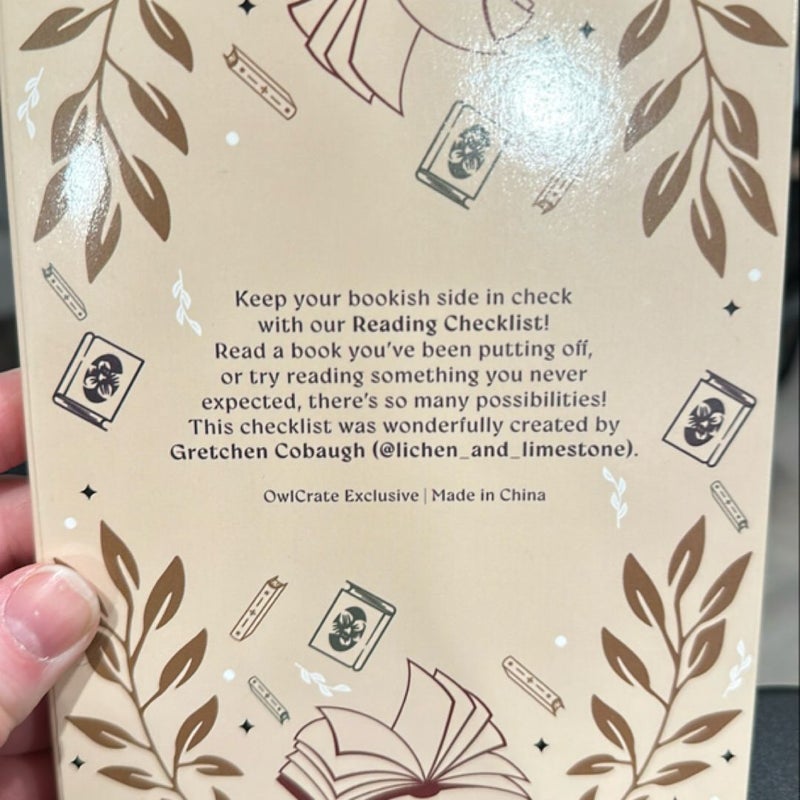 Keep your bookish side in check
with our Reading Checklist!
Read a book you've been putting off,
or try reading something you never
expected, there's so many possibilities!
This checklist was wonderfully created by
Gretchen Cobaugh (@lichen_and_limestone).
OwlCrate Exclusive | Made in China